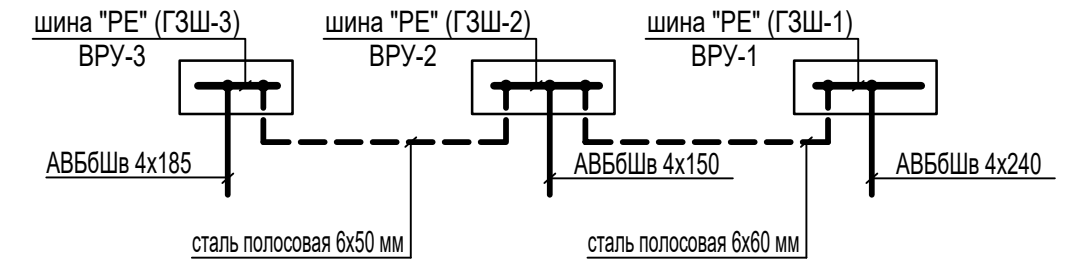 шина "РЕ" (ГЗШ-3)
ВРУ-3
шина "РЕ" (ГЗШ-2)
ВРУ-2
шина "РЕ" (ГЗШ-1)
ВРУ-1
АВБбШв 4х185
АВБбШв 4х150
АВБбШв 4х240
сталь полосовая 6х50 мм
сталь полосовая 6х60 мм